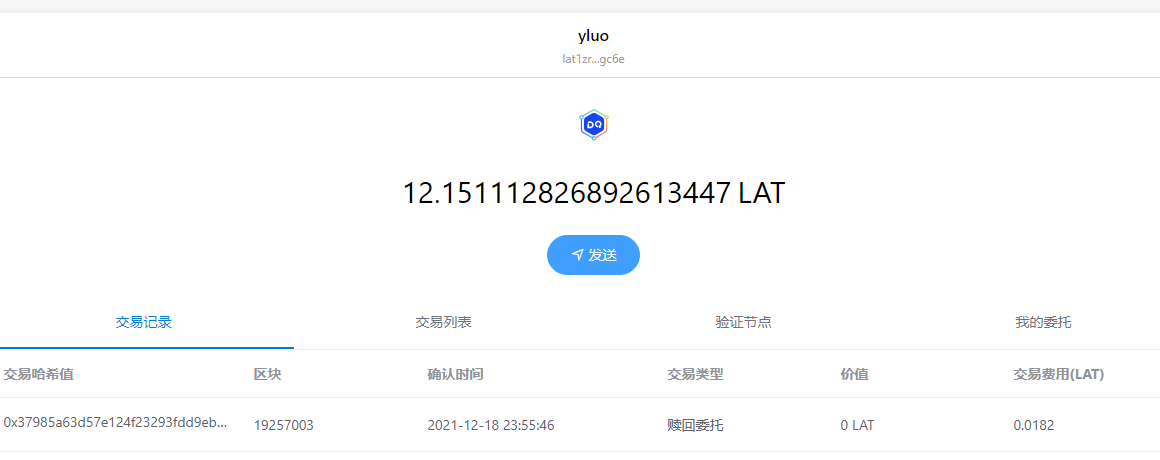 yluo
lat1zr...gc6e
DQ
12.151112826892613447 LAT
发送
交易记录 交易列表 验证节点 我的委托
交易哈希值 区块 确认时间 交易类型 价值 交易费用(LAT)
0x37985a63d57e124f23293fdd9eb... 19257003 2021-12-18 23:55:46 赎回委托 0 LAT 0.0182